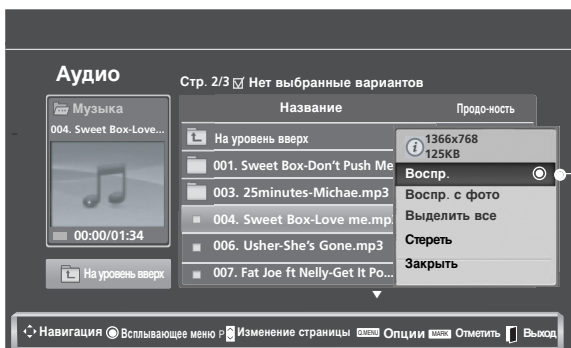 Аудио
Стр. 2/3 Нет выбранные вариантов
Музыка
004. Sweet Box-Love...
00:00/01:34
На уровень вверх
Название Продо-ность
На уровень вверх
001. Sweet Box-Don't Push Me
003. 25minutes-Michae.mp3
004. Sweet Box-Love me.mp
006. Usher-She's Gone.mp3
007. Fat Joe ft Nelly-Get It Po...
1366x768
125KB
Воспр.
Воспр. с фото
Выделить все
Стереть
Закрыть
Навигация Всплывающее меню P Изменение страницы Q.MENU Опции MARK Отметить Выход